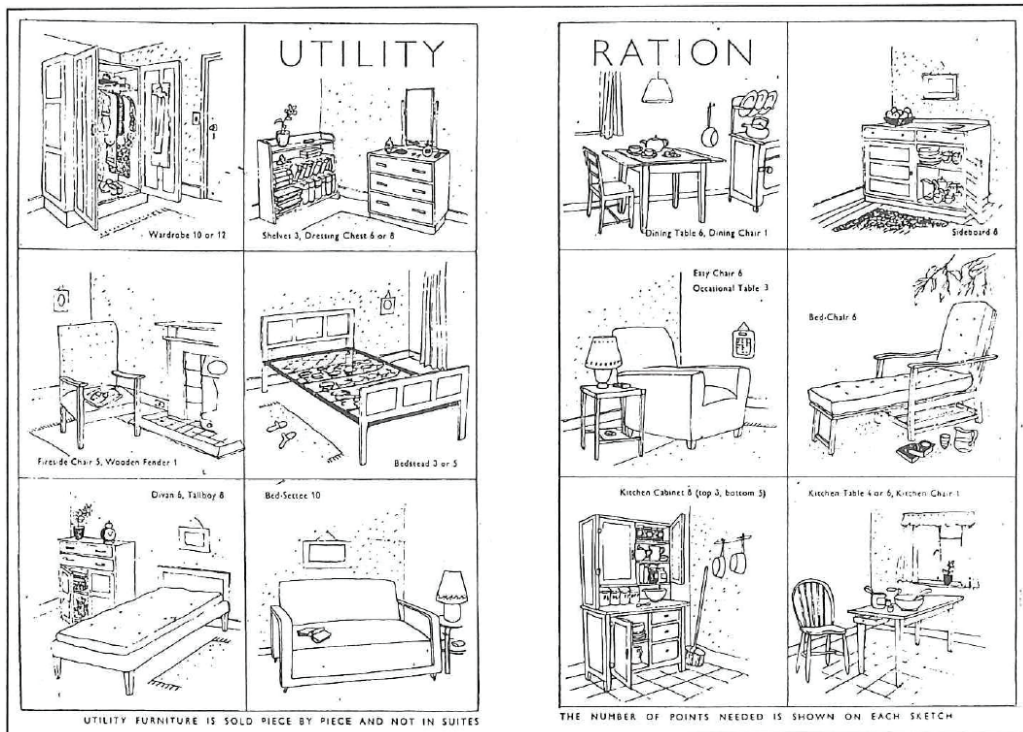 UTILITY
Wardrobe 10 or 12
Shelves 3, Dressing Chest 6 or 8
Fireside Chair 5, Wooden Fender 1
Bedstead 3 or 5
Divan 6, Tallboy 8
Bed-Settee 10
UTILITY FURNITURE IS SOLD PIECE BY PIECE AND NOT IN SUITES
RATION
Dining Table 6, Dining Chair 1
Sideboard 8
Easy Chair 6
Occasional Table 3
Bed-Chair 6
Kitchen Cabinet 8 (top 3, bottom 5)
Kitchen Table 4 or 6, Kitchen Chair 1
THE NUMBER OF POINTS NEEDED IS SHOWN ON EACH SKETCH